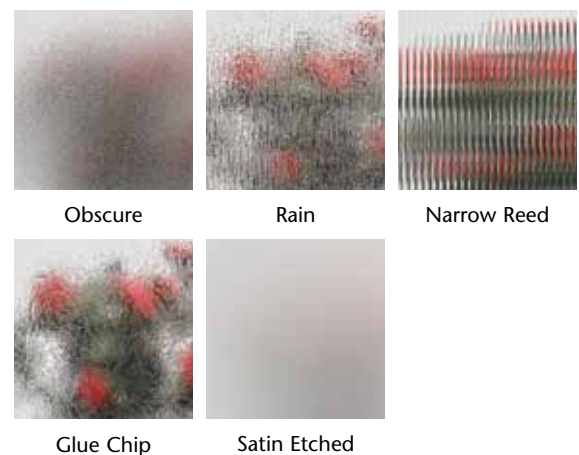 Obscure
Rain
Narrow Reed
Glue Chip
Satin Etched